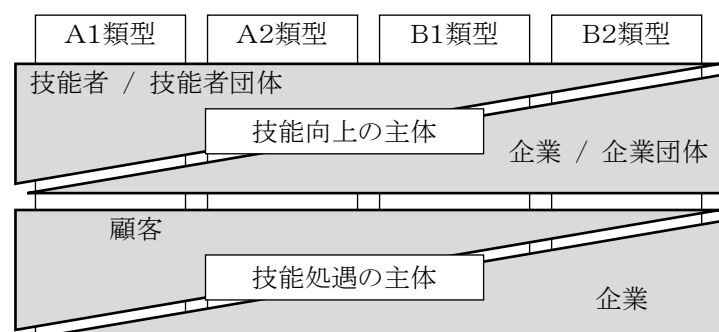 A1類型
A2類型
B1類型
B2類型
技能者 / 技能者団体
技能向上の主体
企業 / 企業団体
顧客
技能処遇の主体
企業